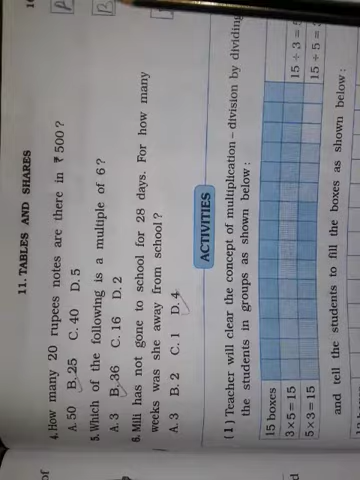 11. TABLES AND SHARES
4. How many 20 rupees notes are there in ₹ 500 ?
A. 50 B. 25 C. 40 D. 5
5. Which of the following is a multiple of 6 ?
A. 3 B. 36 C. 16 D. 2
6. Mili has not gone to school for 28 days. For how many
weeks was she away from school ?
A. 3 B. 2 C. 1 D. 4
ACTIVITIES
(1) Teacher will clear the concept of multiplication – division by dividing
the students in groups as shown below :
15 boxes
3 × 5 = 15 15 ÷ 3 = 5
5 × 3 = 15 15 ÷ 5 =
and tell the students to fill the boxes as shown below :